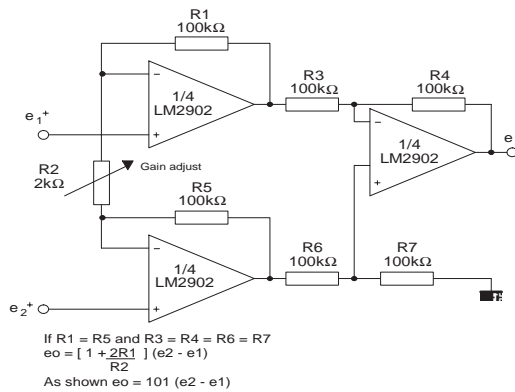 R1
100kΩ
R3
100kΩ
R4
100kΩ
1/4
LM2902
e1+
1/4
LM2902
e
R2
2kΩ
Gain adjust
R5
100kΩ
R6
100kΩ
R7
100kΩ
1/4
LM2902
e2+
If R1 = R5 and R3 = R4 = R6 = R7
eo = [ 1 + 2R1/R2 ] (e2 - e1)
As shown eo = 101 (e2 - e1)